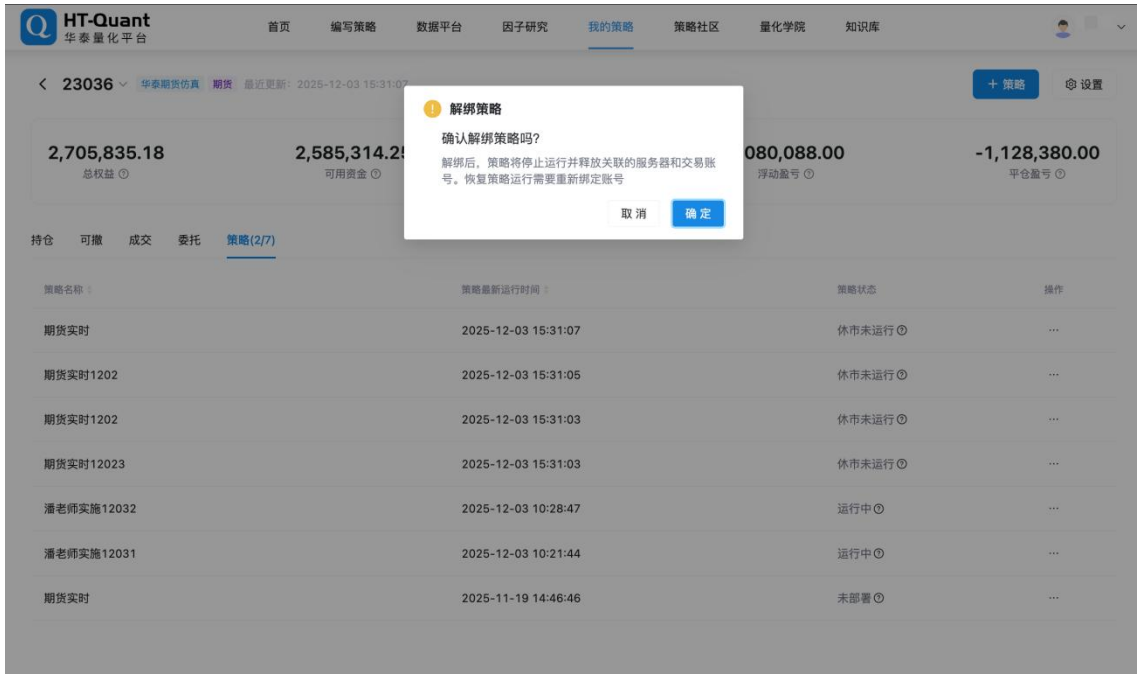 HT-Quant
华泰量化平台
首页 编写策略 数据平台 因子研究 我的策略 策略社区 量化学院 知识库
23036 华泰期货仿真 期货 最近更新：2025-12-03 15:31:07
+ 策略 设置
解绑策略
确认解绑策略吗?
解绑后，策略将停止运行并释放关联的服务器和交易账
号。恢复策略运行需要重新绑定账号
取消 确定
2,705,835.18 2,585,314.25 080,088.00 -1,128,380.00
总权益 可用资金 浮动盈亏 平仓盈亏
持仓 可撤 成交 委托 策略(2/7)
策略名称 策略最新运行时间 策略状态 操作
期货实时 2025-12-03 15:31:07 休市未运行 ...
期货实时1202 2025-12-03 15:31:05 休市未运行 ...
期货实时1202 2025-12-03 15:31:03 休市未运行 ...
期货实时12023 2025-12-03 15:31:03 休市未运行 ...
潘老师实施12032 2025-12-03 10:28:47 运行中 ...
潘老师实施12031 2025-12-03 10:21:44 运行中 ...
期货实时 2025-11-19 14:46:46 未部署 ...